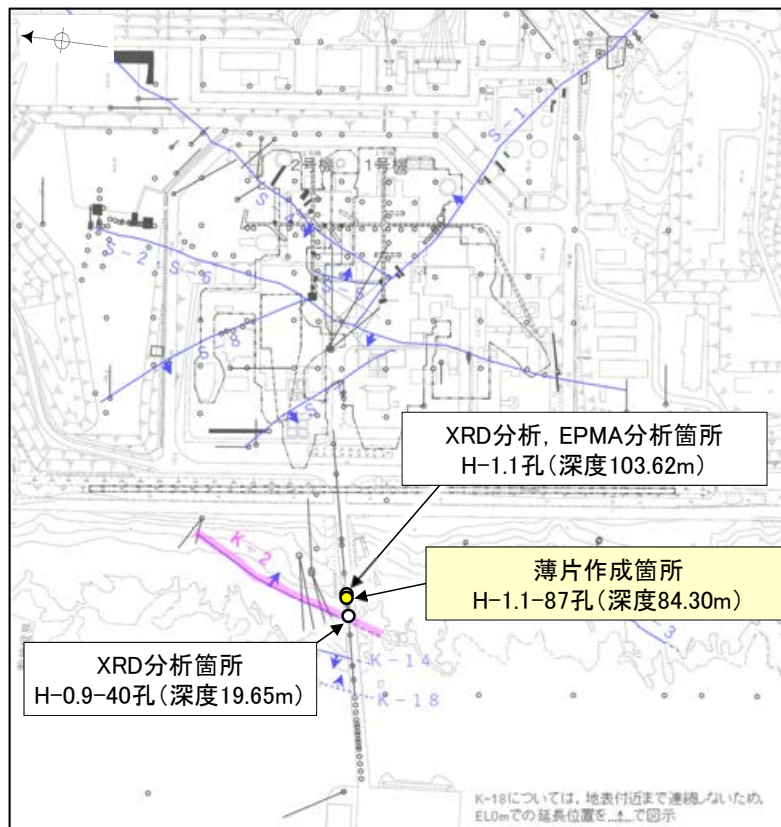 2号機
1号機
S-1
S-4
S-2, S-6
S-5
S-8
S-7
XRD分析, EPMA分析箇所
H-1.1孔(深度103.62m)
K-2
薄片作成箇所
H-1.1-87孔(深度84.30m)
XRD分析箇所
H-0.9-40孔(深度19.65m)
K-14
K-18
K-18については,地表付近まで連続しないため,
EL0mでの延長位置を...で図示